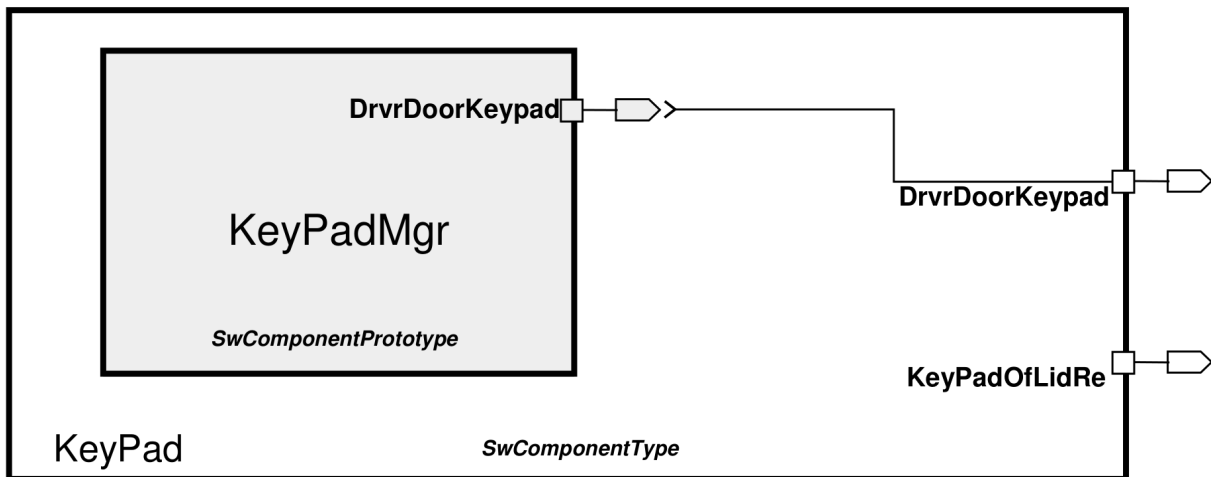 DrvrDoorKeypad
DrvrDoorKeypad
KeyPadMgr
SwComponentPrototype
KeyPadOfLidRe
KeyPad
SwComponentType